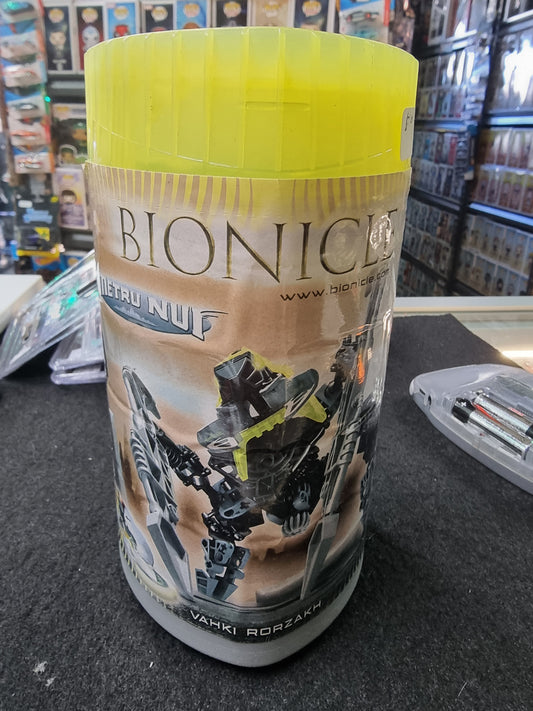 BIONICLE
www.bionicle.com
METRU NUI
VAHKI RORZAKH